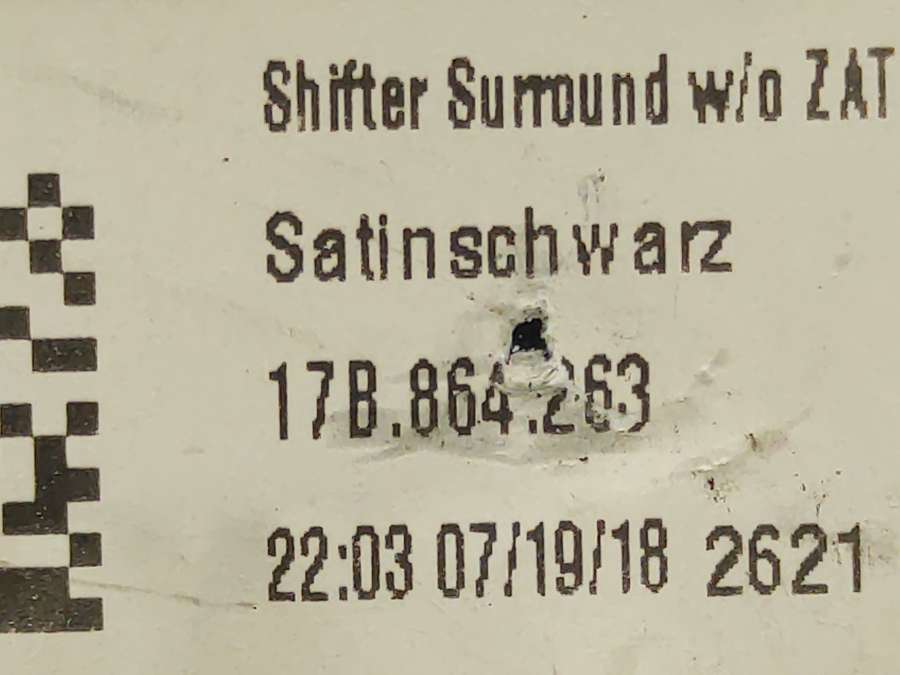 Shifter Surround w/o ZAT
Satinschwarz
17B.864.263
22:03 07/19/18 2621